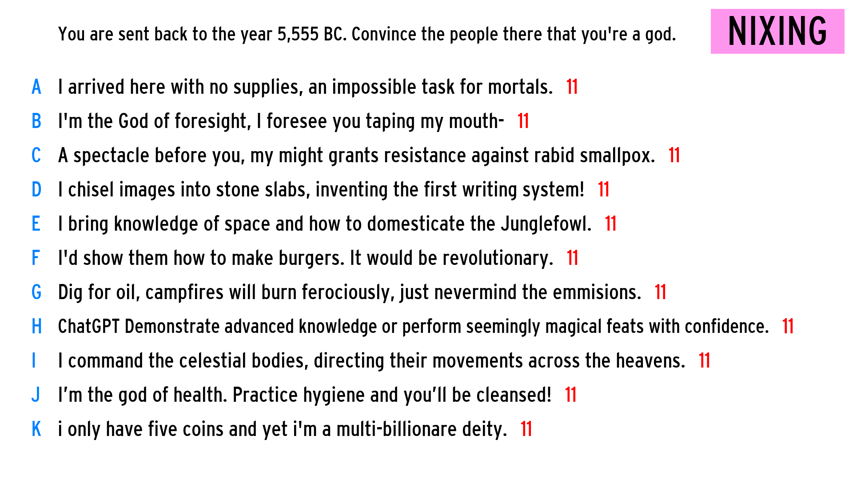 You are sent back to the year 5,555 BC. Convince the people there that you're a god.
NIXING
A I arrived here with no supplies, an impossible task for mortals. 11
B I'm the God of foresight, I foresee you taping my mouth- 11
C A spectacle before you, my might grants resistance against rabid smallpox. 11
D I chisel images into stone slabs, inventing the first writing system! 11
E I bring knowledge of space and how to domesticate the Junglefowl. 11
F I'd show them how to make burgers. It would be revolutionary. 11
G Dig for oil, campfires will burn ferociously, just nevermind the emmisions. 11
H ChatGPT Demonstrate advanced knowledge or perform seemingly magical feats with confidence. 11
I I command the celestial bodies, directing their movements across the heavens. 11
J I’m the god of health. Practice hygiene and you’ll be cleansed! 11
K i only have five coins and yet i'm a multi-billionare deity. 11